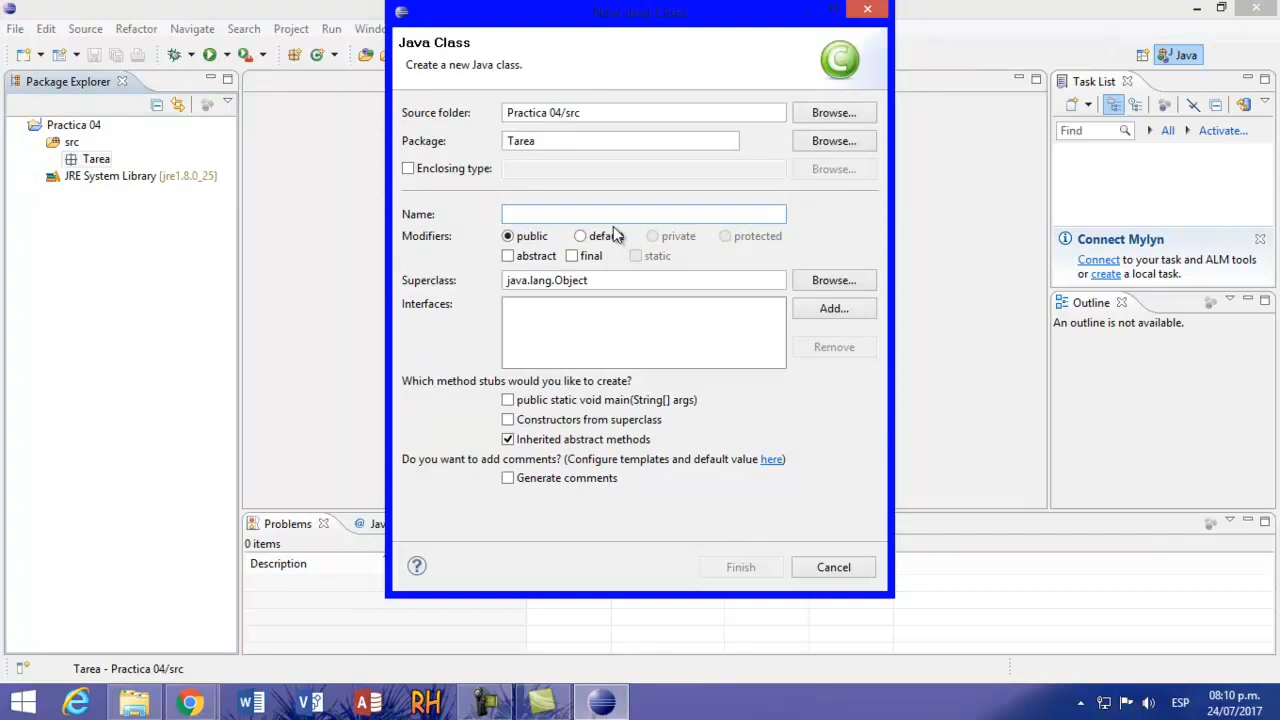 New Java Class
File Edit Source Refactor Navigate Search Project Run Windo
Java
Package Explorer
Practica 04
src
Tarea
JRE System Library [jre1.8.0_25]
Java Class
Create a new Java class.
Source folder: Practica 04/src Browse...
Package: Tarea Browse...
Enclosing type: Browse...
Name:
Modifiers: public defau private protected
abstract final static
Superclass: java.lang.Object Browse...
Interfaces: Add...
Remove
Which method stubs would you like to create?
public static void main(String[] args)
Constructors from superclass
Inherited abstract methods
Do you want to add comments? (Configure templates and default value here)
Generate comments
Finish Cancel
Task List
Find All Activate...
Connect Mylyn
Connect to your task and ALM tools
or create a local task.
Outline
An outline is not available.
Problems @ Jav
0 items
Description
Tarea - Practica 04/src
ESP
08:10 p.m.
24/07/2017